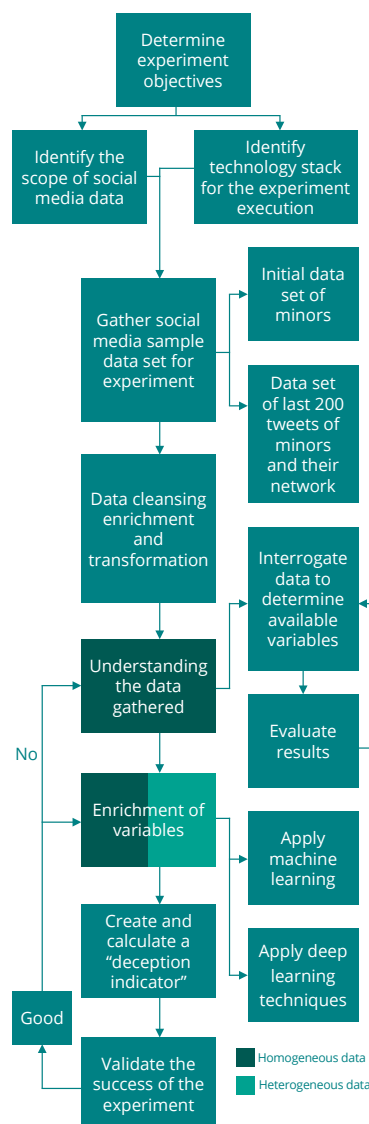 Determine
experiment
objectives
Identify the
scope of social
media data
Identify
technology stack
for the experiment
execution
Gather social
media sample
data set for
experiment
Initial data
set of
minors
Data set
of last 200
tweets of
minors
and their
network
Data cleansing
enrichment
and
transformation
Interrogate
data to
determine
available
variables
Understanding
the data
gathered
Evaluate
results
No
Enrichment of
variables
Apply
machine
learning
Create and
calculate a
“deception
indicator”
Apply deep
learning
techniques
Good
Validate the
success of the
experiment
Homogeneous data
Heterogeneous data